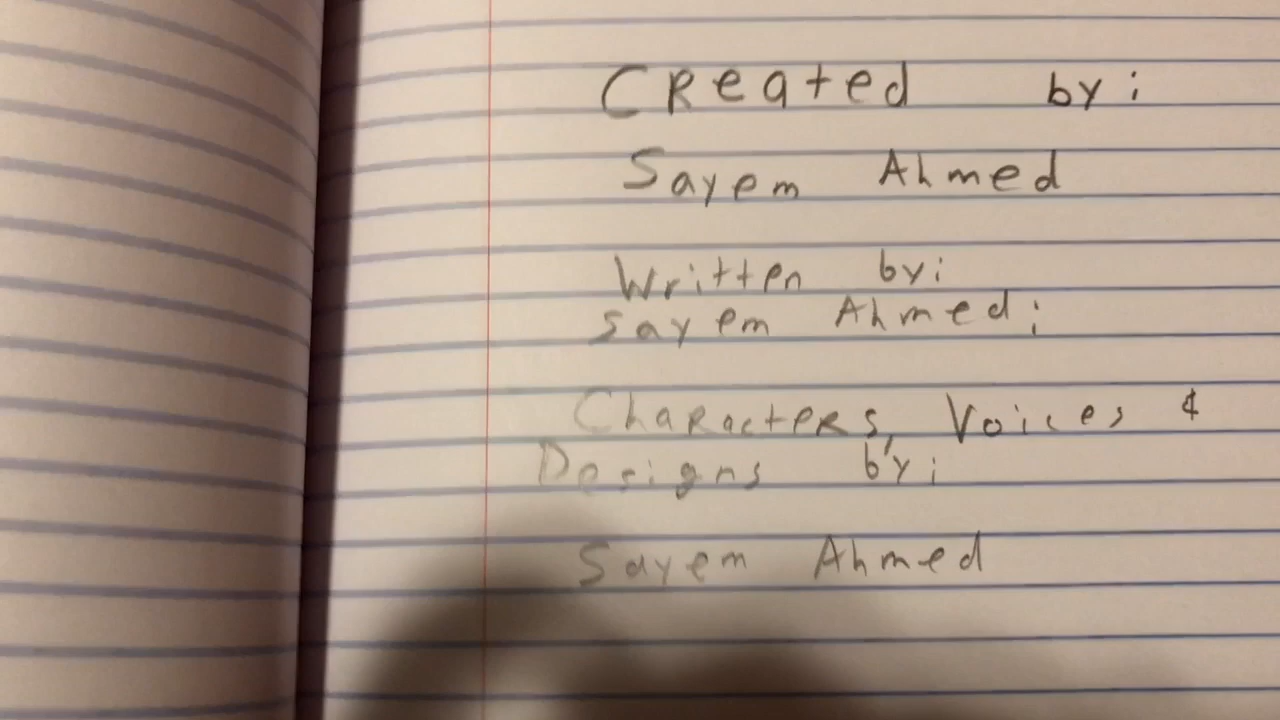 Created by:
Sayem Ahmed
Written by:
Sayem Ahmed;
Characters, Voices &
Designs by:
Sayem Ahmed